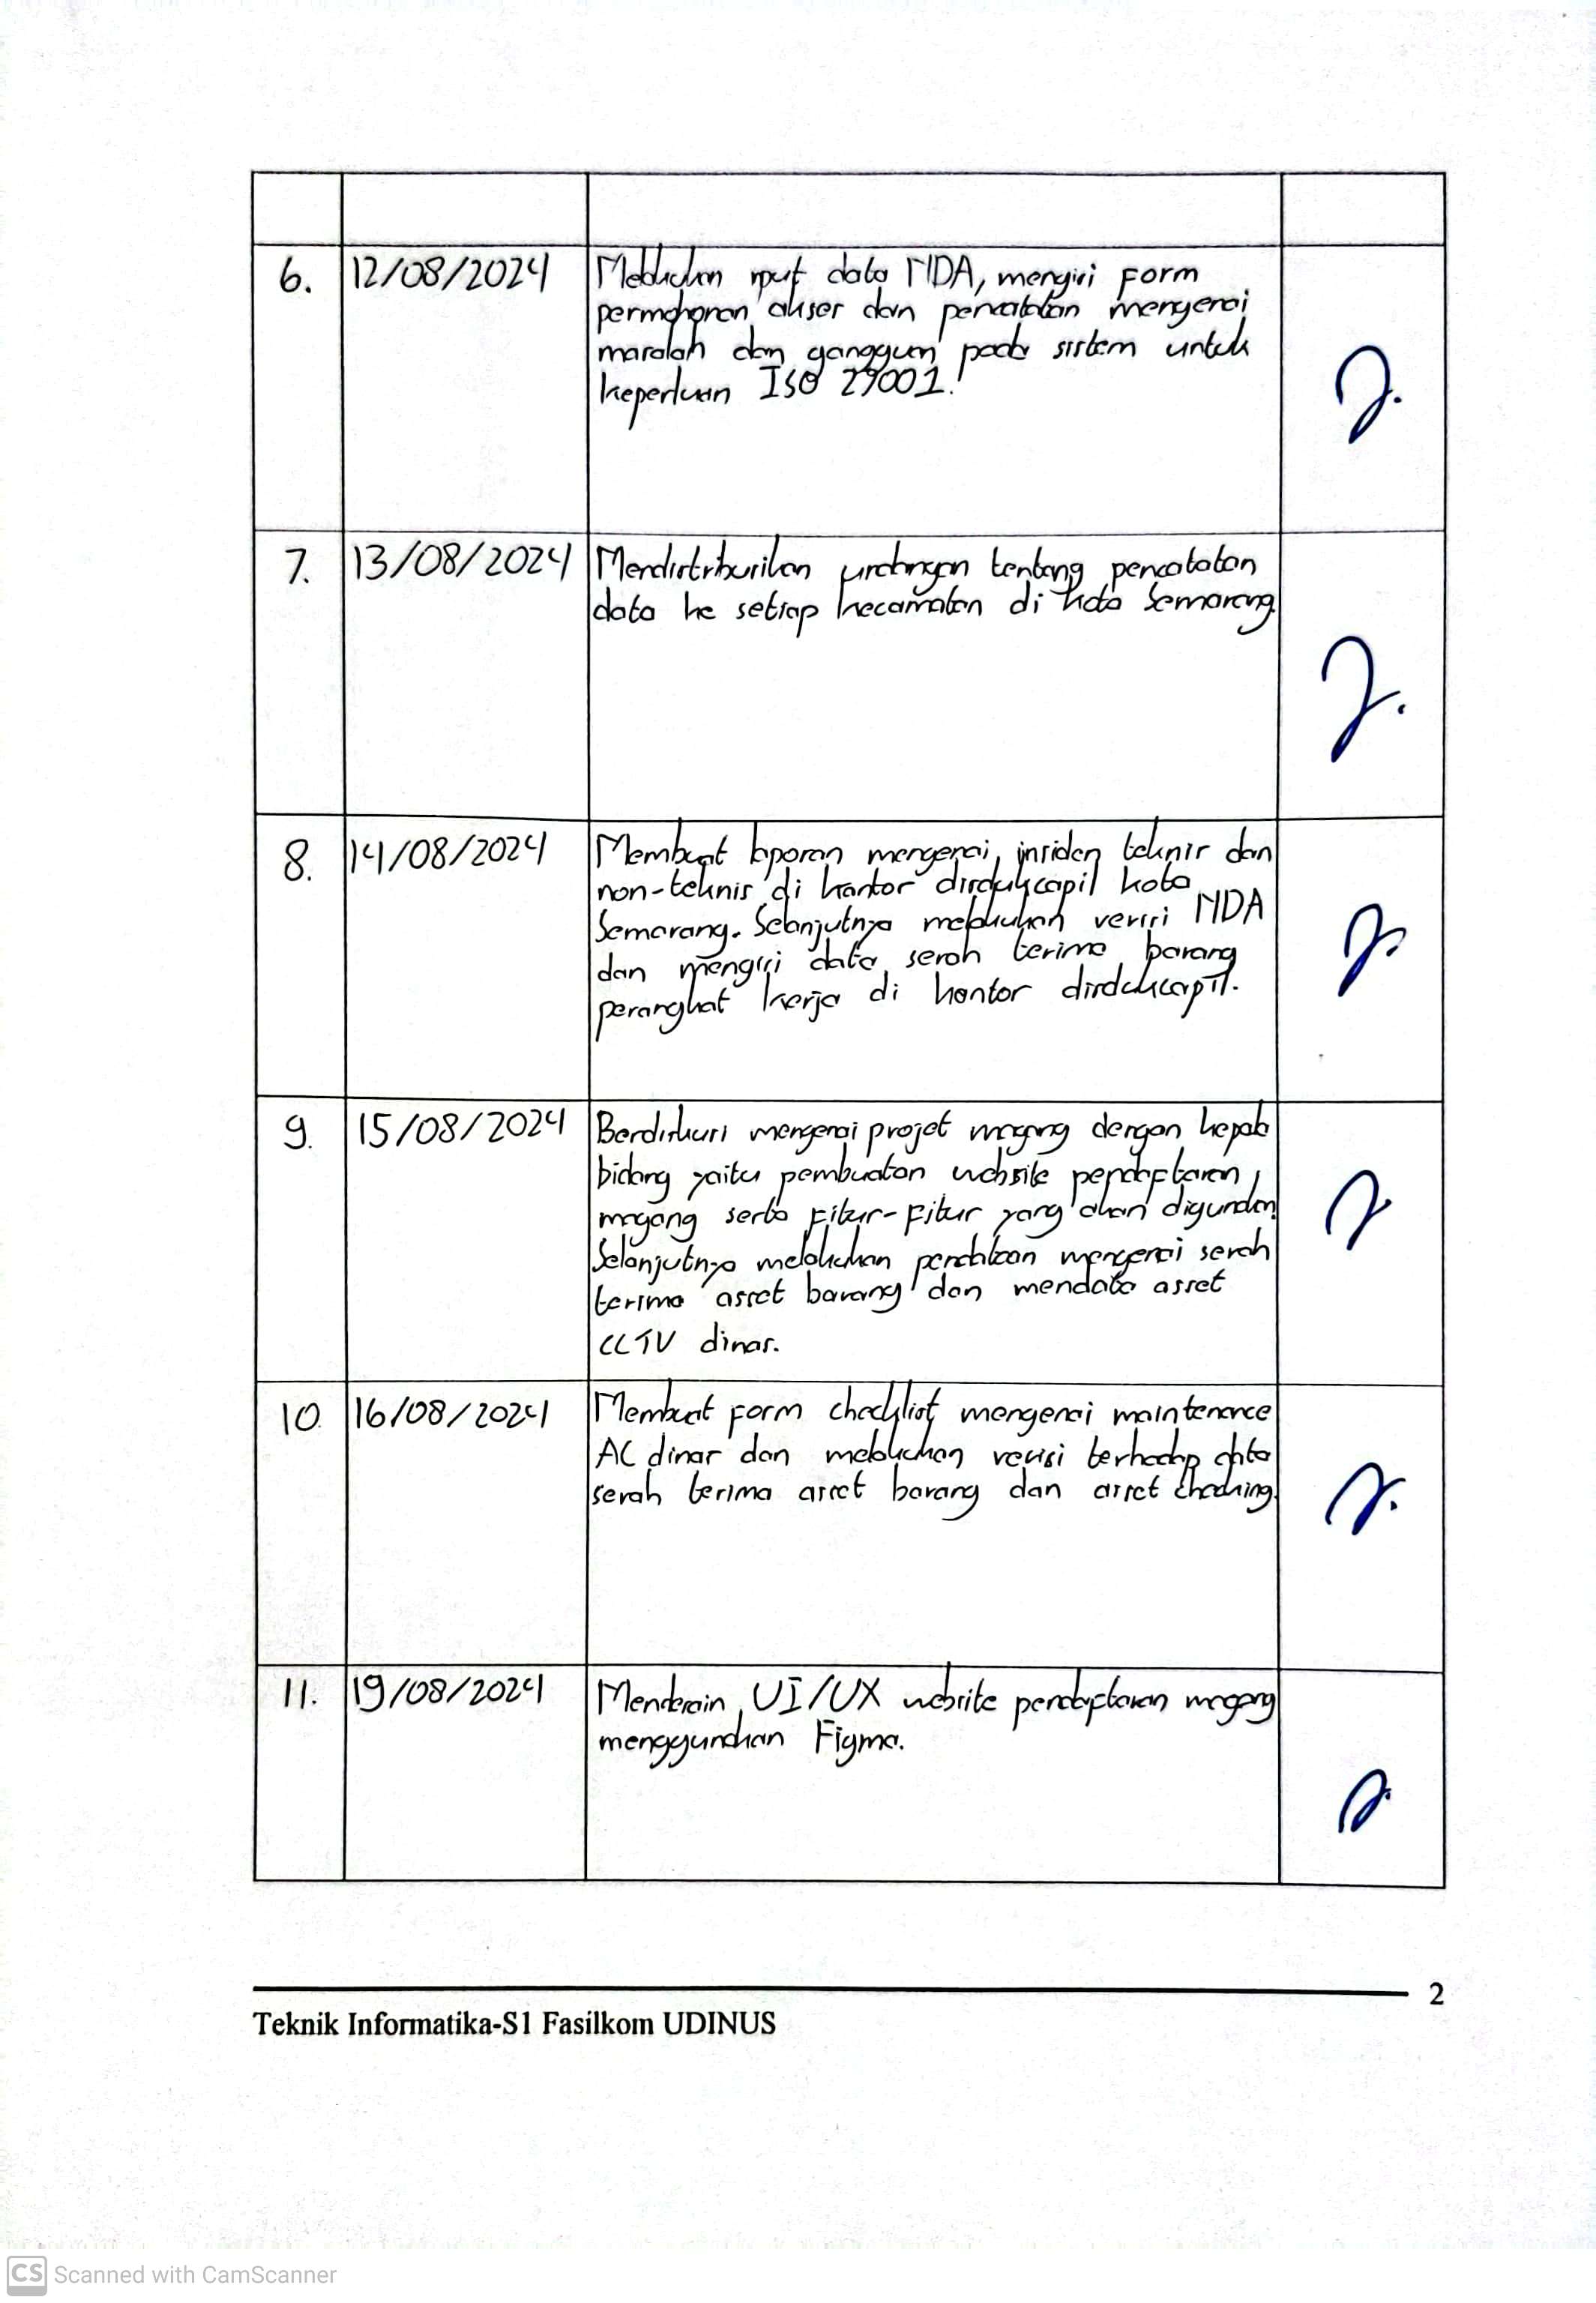 6. 12/08/2024 Melakukan input data NDA, mengisi form
permohonan akses dan pencatatan mengenai
masalah dan gangguan pada sistem untuk
keperluan ISO 27001.
7. 13/08/2024 Mendistribusikan undangan tentang pencatatan
data ke setiap kecamatan di kota Semarang.
8. 14/08/2024 Membuat laporan mengenai insiden teknis dan
non-teknis di kantor disdukcapil kota
Semarang. Selanjutnya melakukan verisi NDA
dan mengisi data serah terima barang
perangkat kerja di kantor disdukcapil.
9. 15/08/2024 Berdiskusi mengenai projet magang dengan kepala
bidang yaitu pembuatan website pendaftaran
magang serta fitur-fitur yang akan digunakan.
Selanjutnya melakukan pendataan mengenai serah
terima asset barang dan mendata asset
CCTV dinas.
10. 16/08/2024 Membuat form checklist mengenai maintenance
AC dinas dan melakukan revisi terhadap data
serah terima asset barang dan asset checking.
11. 19/08/2024 Mendesain UI/UX website pendaftaran magang
menggunakan Figma.
2
Teknik Informatika-S1 Fasilkom UDINUS
CS Scanned with CamScanner